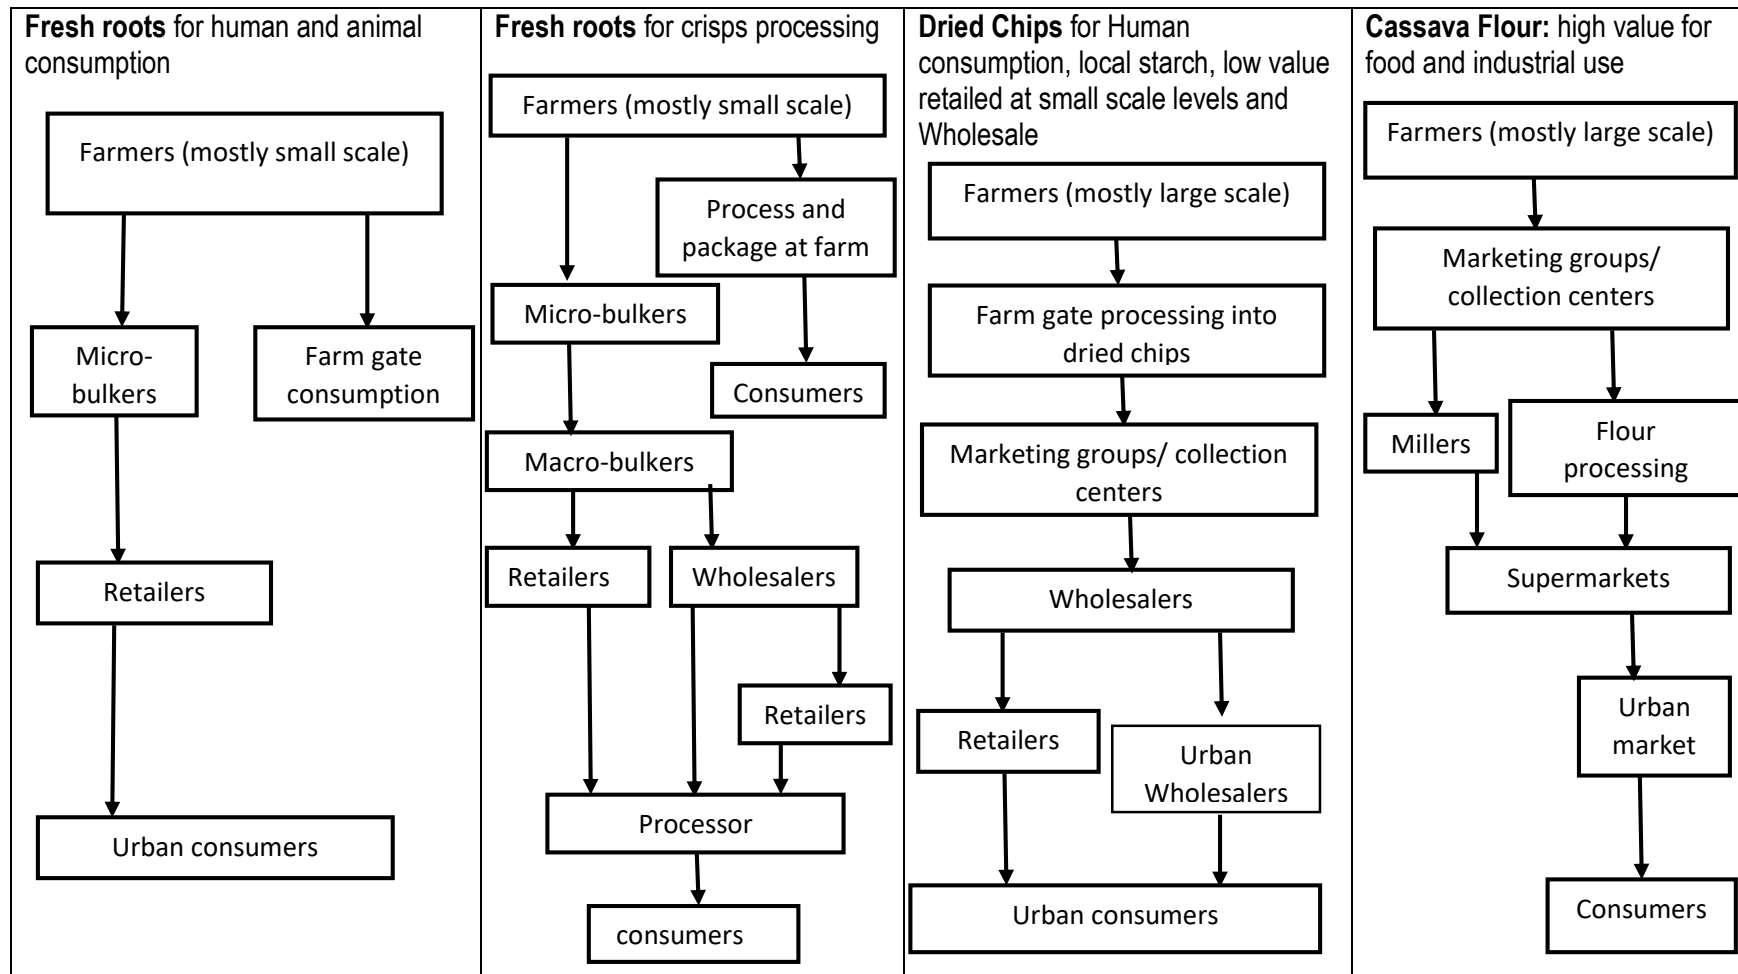 Fresh roots for human and animal
consumption
Farmers (mostly small scale)
Micro-
bulkers
Farm gate
consumption
Retailers
Urban consumers
Fresh roots for crisps processing
Farmers (mostly small scale)
Process and
package at farm
Micro-bulkers
Consumers
Macro-bulkers
Retailers
Wholesalers
Retailers
Processor
consumers
Dried Chips for Human
consumption, local starch, low value
retailed at small scale levels and
Wholesale
Farmers (mostly large scale)
Farm gate processing into
dried chips
Marketing groups/ collection
centers
Wholesalers
Retailers
Urban
Wholesalers
Urban consumers
Cassava Flour: high value for
food and industrial use
Farmers (mostly large scale)
Marketing groups/
collection centers
Millers
Flour
processing
Supermarkets
Urban
market
Consumers